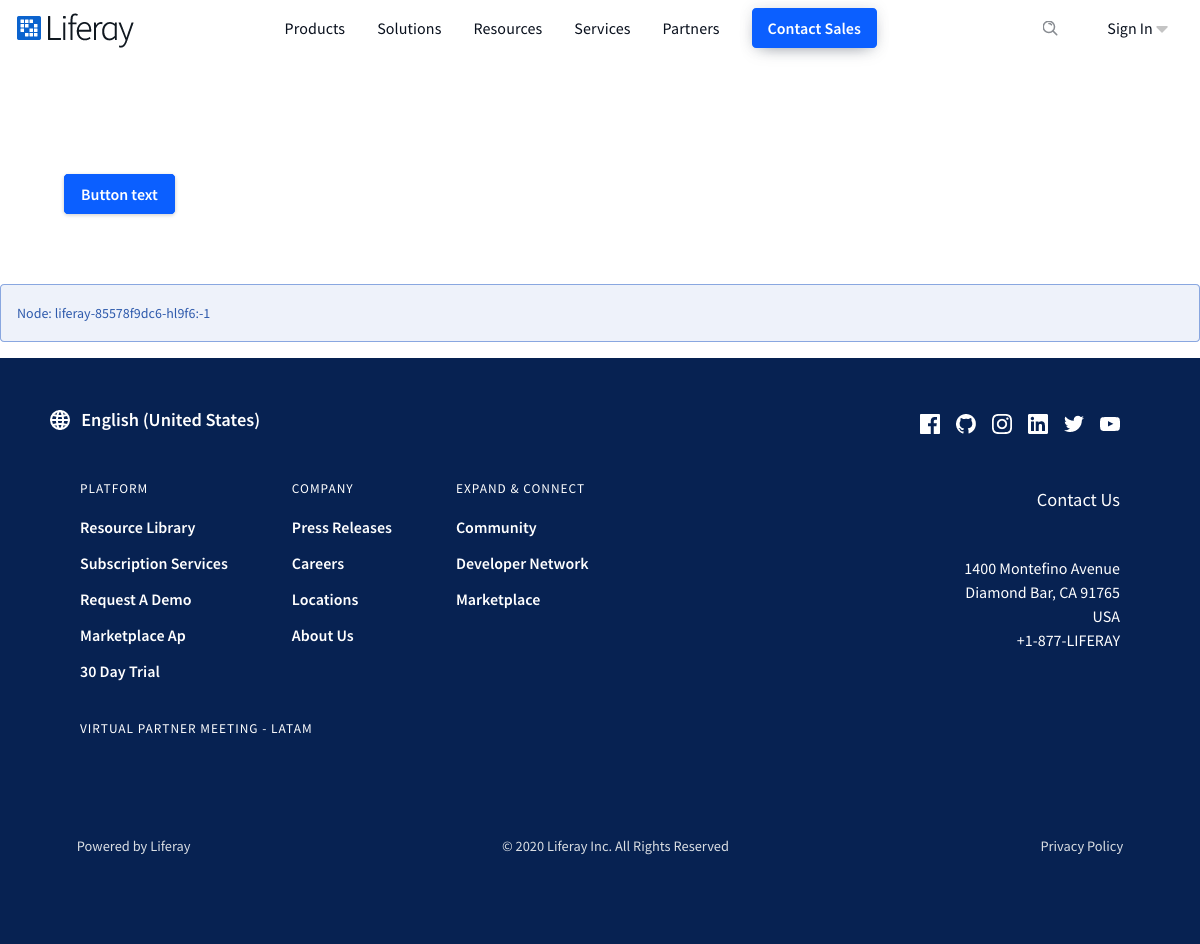 Liferay
Products Solutions Resources Services Partners Contact Sales Sign In
Button text
Node: liferay-85578f9dc6-hl9f6:-1
English (United States)
PLATFORM
Resource Library
Subscription Services
Request A Demo
Marketplace Ap
30 Day Trial
COMPANY
Press Releases
Careers
Locations
About Us
EXPAND & CONNECT
Community
Developer Network
Marketplace
Contact Us
1400 Montefino Avenue
Diamond Bar, CA 91765
USA
+1-877-LIFERAY
VIRTUAL PARTNER MEETING - LATAM
Powered by Liferay
© 2020 Liferay Inc. All Rights Reserved
Privacy Policy